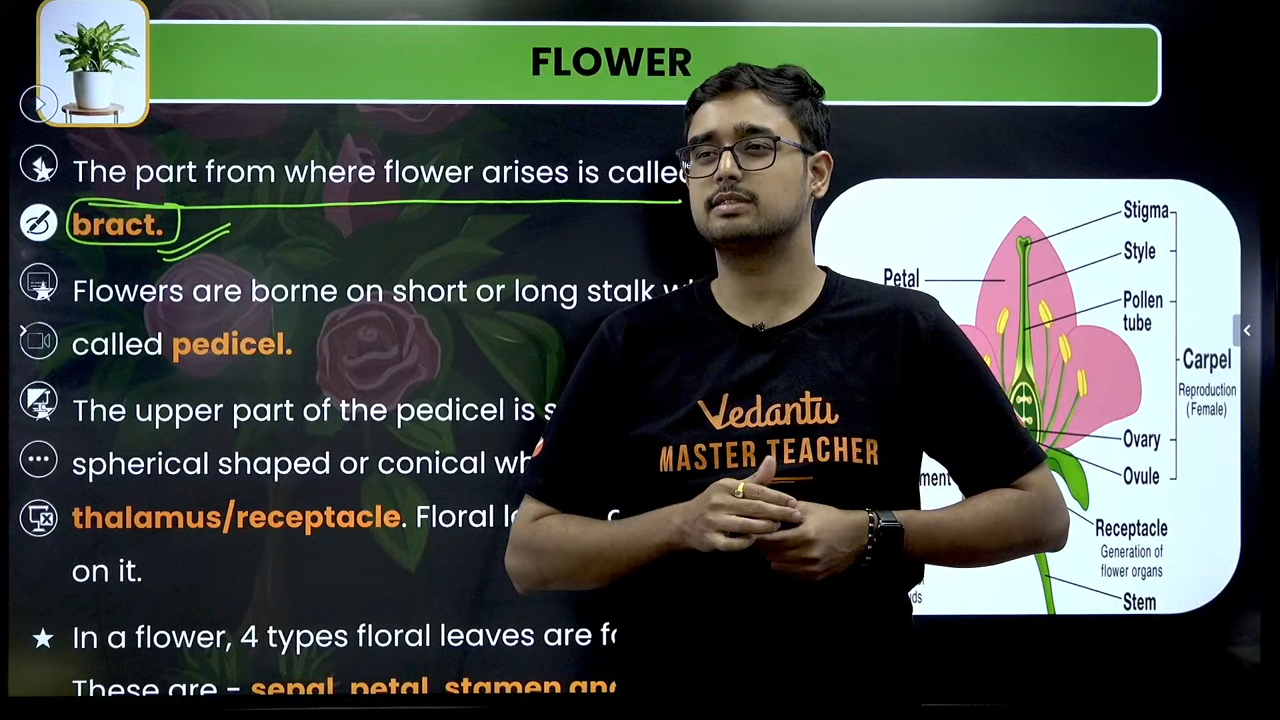 FLOWER
The part from where flower arises is called
bract.
Flowers are borne on short or long stalk
called pedicel.
The upper part of the pedicel is
spherical shaped or conical
thalamus/receptacle. Floral
on it.
In a flower, 4 types floral leaves are
These are - sepal, petal, stamen and
Vedantu
MASTER TEACHER
Petal
Stigma
Style
Pollen
tube
Carpel
Reproduction
(Female)
Ovary
Ovule
Receptacle
Generation of
flower organs
Stem